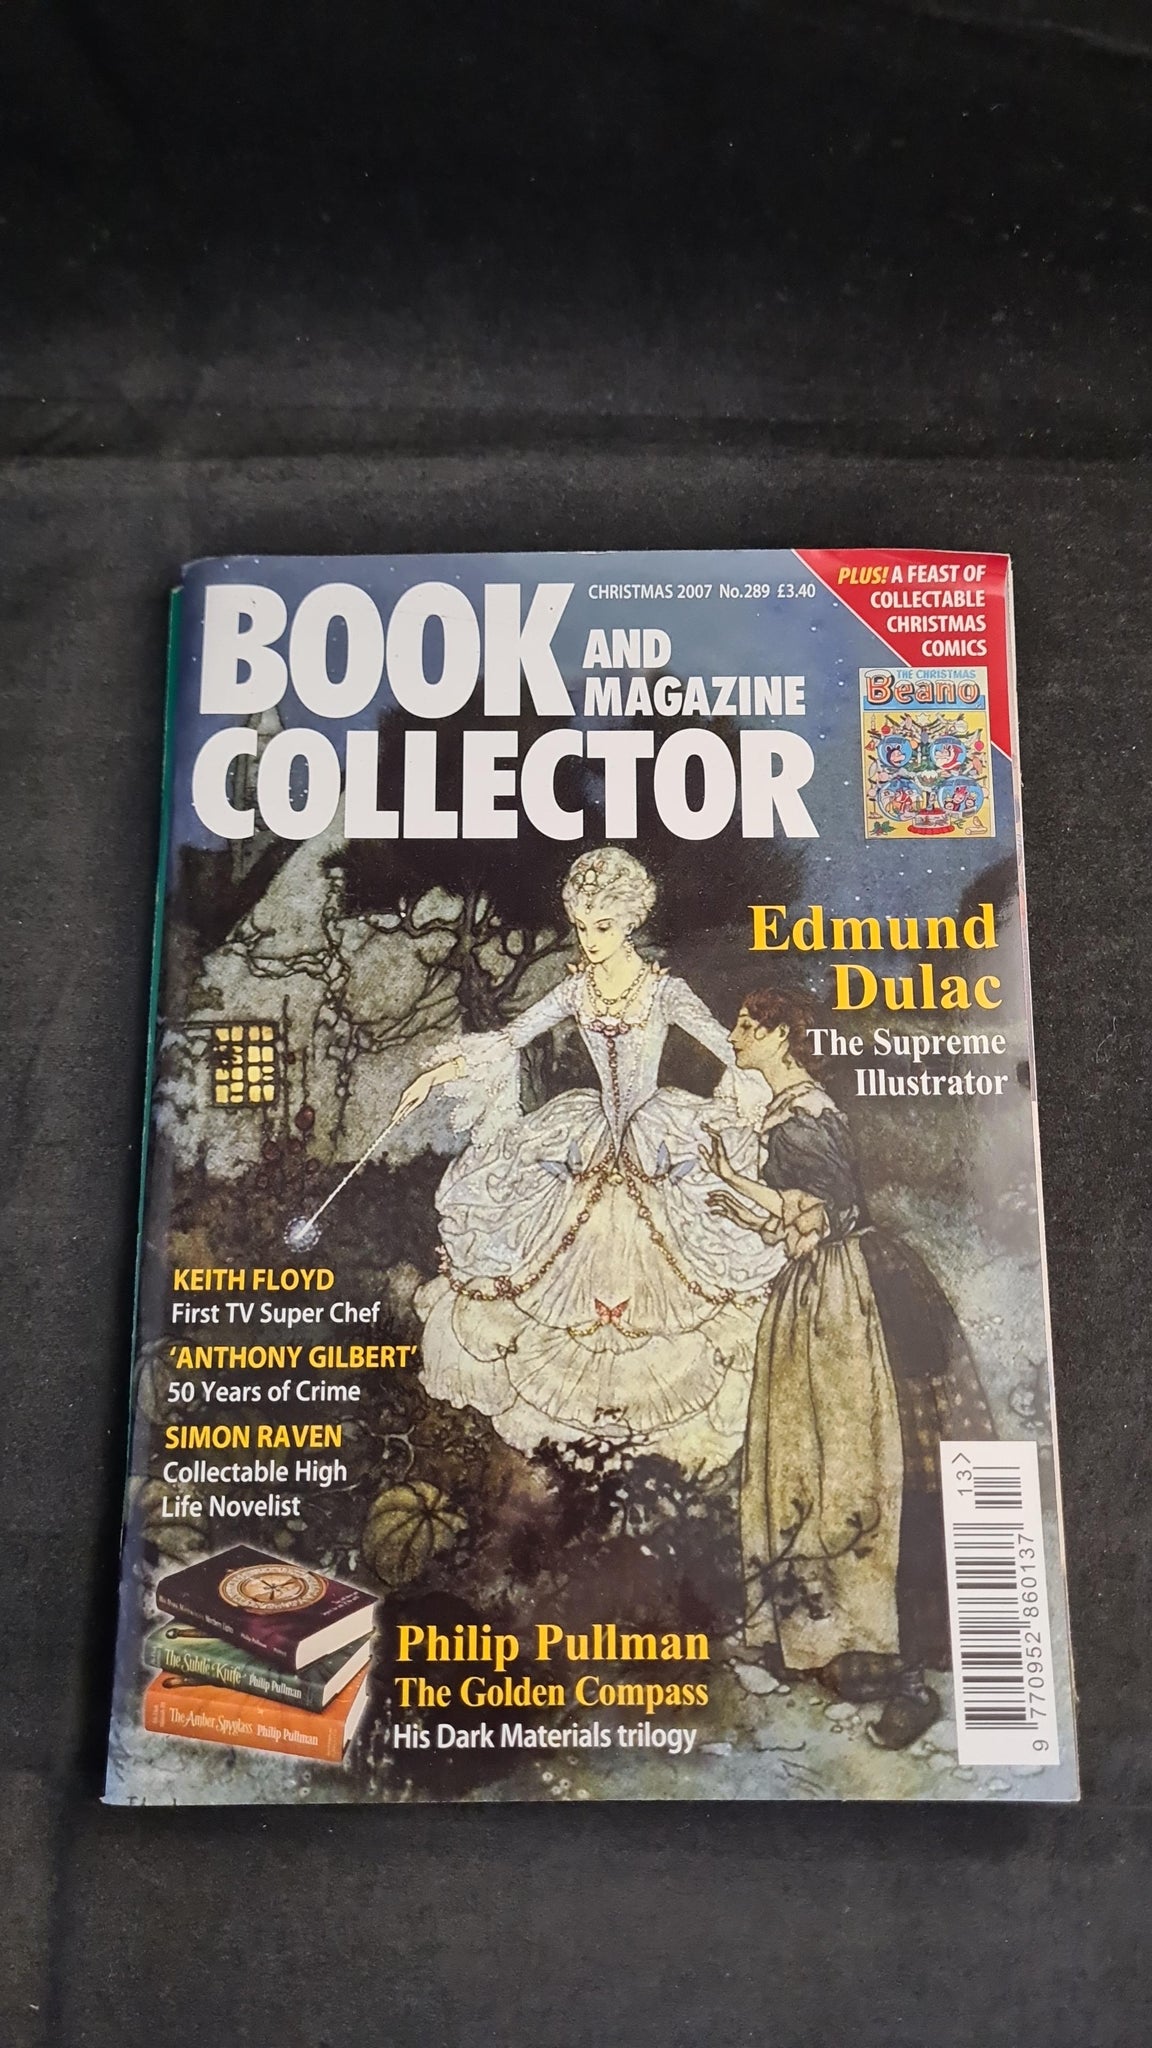 BOOK AND
MAGAZINE
COLLECTOR
CHRISTMAS 2007 No.289 £3.40
PLUS! A FEAST OF
COLLECTABLE
CHRISTMAS
COMICS
THE CHRISTMAS
Beano
Edmund
Dulac
The Supreme
Illustrator
KEITH FLOYD
First TV Super Chef
'ANTHONY GILBERT'
50 Years of Crime
SIMON RAVEN
Collectable High
Life Novelist
The Subtle Knife Philip Pullman
The Amber Spyglass Philip Pullman
Philip Pullman
The Golden Compass
His Dark Materials trilogy
13>
9 770952 860137